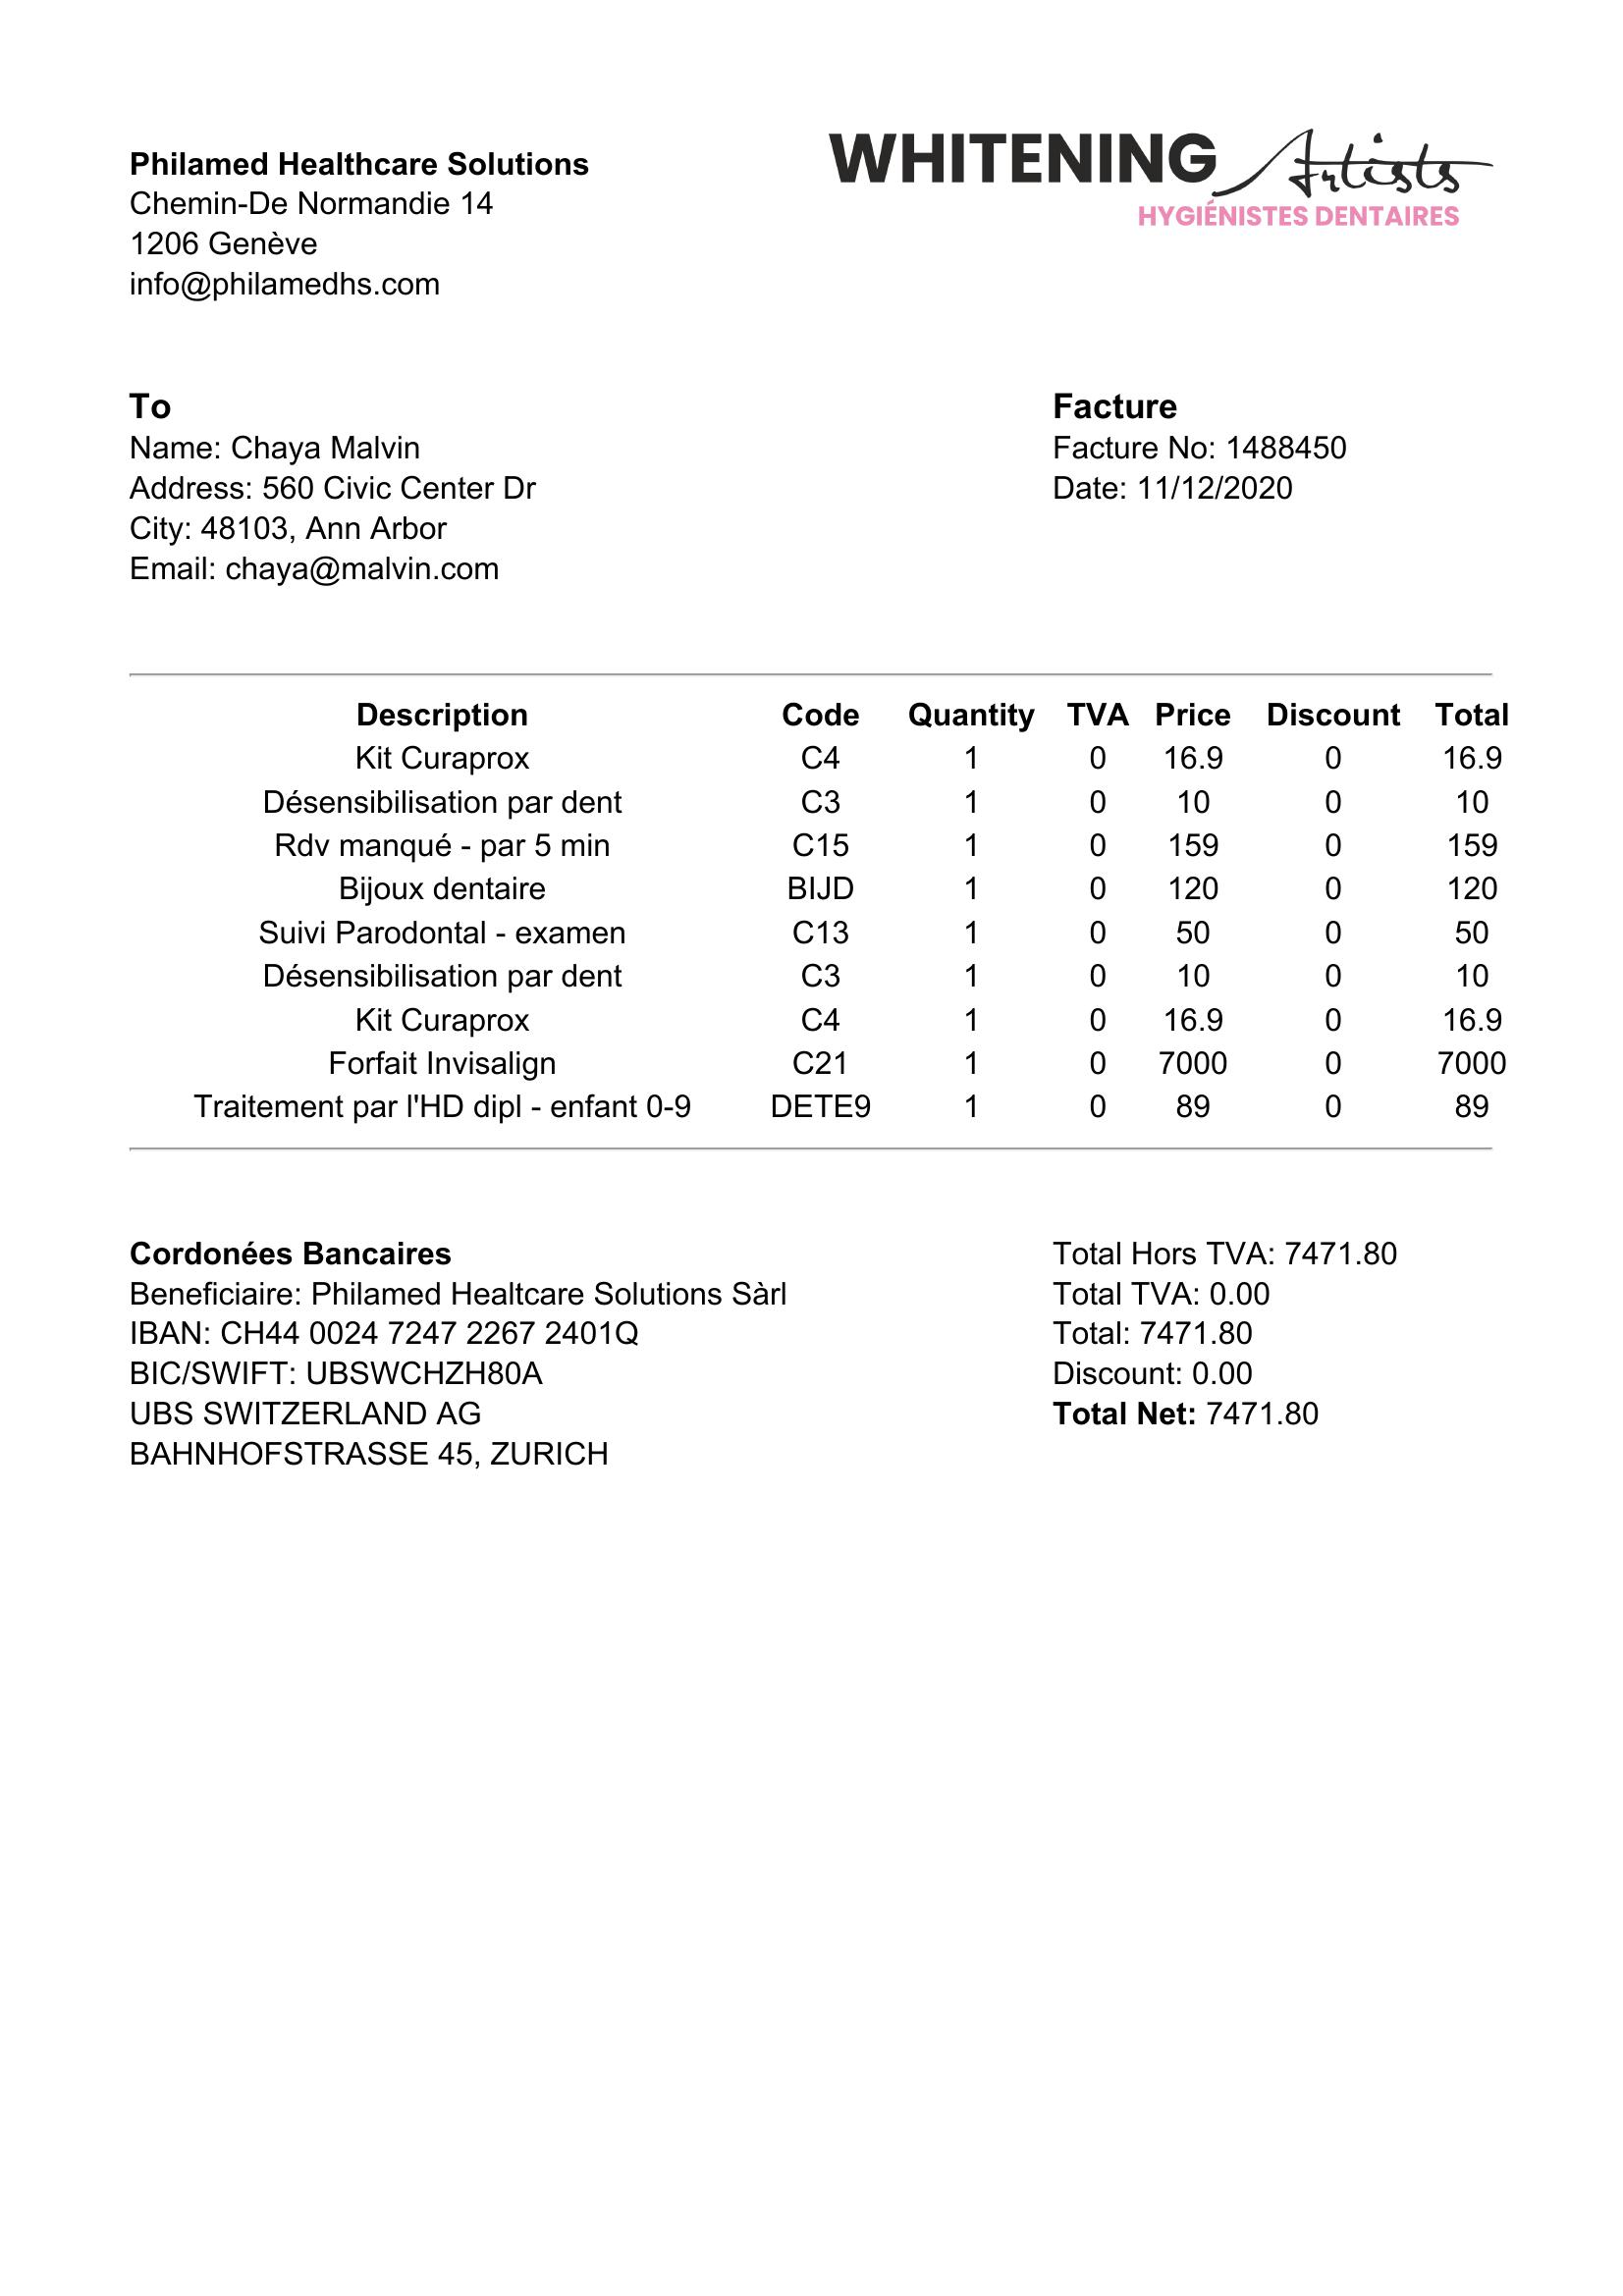 Philamed Healthcare Solutions
Chemin-De Normandie 14
1206 Genève
info@philamedhs.com
WHITENING Artists
HYGIÉNISTES DENTAIRES
To
Name: Chaya Malvin
Address: 560 Civic Center Dr
City: 48103, Ann Arbor
Email: chaya@malvin.com
Facture
Facture No: 1488450
Date: 11/12/2020
Description Code Quantity TVA Price Discount Total
Kit Curaprox C4 1 0 16.9 0 16.9
Désensibilisation par dent C3 1 0 10 0 10
Rdv manqué - par 5 min C15 1 0 159 0 159
Bijoux dentaire BIJD 1 0 120 0 120
Suivi Parodontal - examen C13 1 0 50 0 50
Désensibilisation par dent C3 1 0 10 0 10
Kit Curaprox C4 1 0 16.9 0 16.9
Forfait Invisalign C21 1 0 7000 0 7000
Traitement par l'HD dipl - enfant 0-9 DETE9 1 0 89 0 89
Cordonées Bancaires
Beneficiaire: Philamed Healtcare Solutions Sàrl
IBAN: CH44 0024 7247 2267 2401Q
BIC/SWIFT: UBSWCHZH80A
UBS SWITZERLAND AG
BAHNHOFSTRASSE 45, ZURICH
Total Hors TVA: 7471.80
Total TVA: 0.00
Total: 7471.80
Discount: 0.00
Total Net: 7471.80